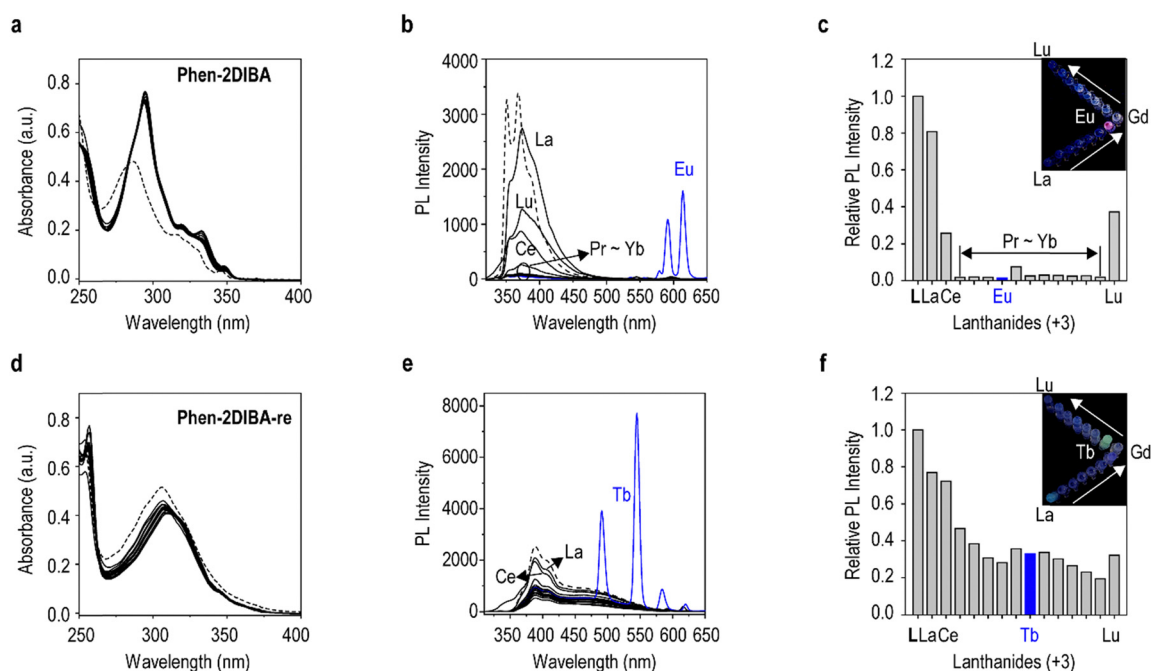 a
Absorbance (a.u.)
0.8
0.6
0.4
0.2
0.0
Phen-2DIBA
250 300 350 400
Wavelength (nm)
b
PL Intensity
4000
3000
2000
1000
0
La
Lu
Ce
Pr ~ Yb
Eu
350 400 450 500 550 600 650
Wavelength (nm)
c
Relative PL Intensity
1.2
1.0
0.8
0.6
0.4
0.2
0.0
Lu
Eu
Gd
La
Pr ~ Yb
L La Ce Eu Lu
Lanthanides (+3)
d
Absorbance (a.u.)
0.8
0.6
0.4
0.2
0.0
Phen-2DIBA-re
250 300 350 400
Wavelength (nm)
e
PL Intensity
8000
6000
4000
2000
0
Ce
La
Tb
350 400 450 500 550 600 650
Wavelength (nm)
f
Relative PL Intensity
1.2
1.0
0.8
0.6
0.4
0.2
0.0
Lu
Tb
Gd
La
L La Ce Tb Lu
Lanthanides (+3)